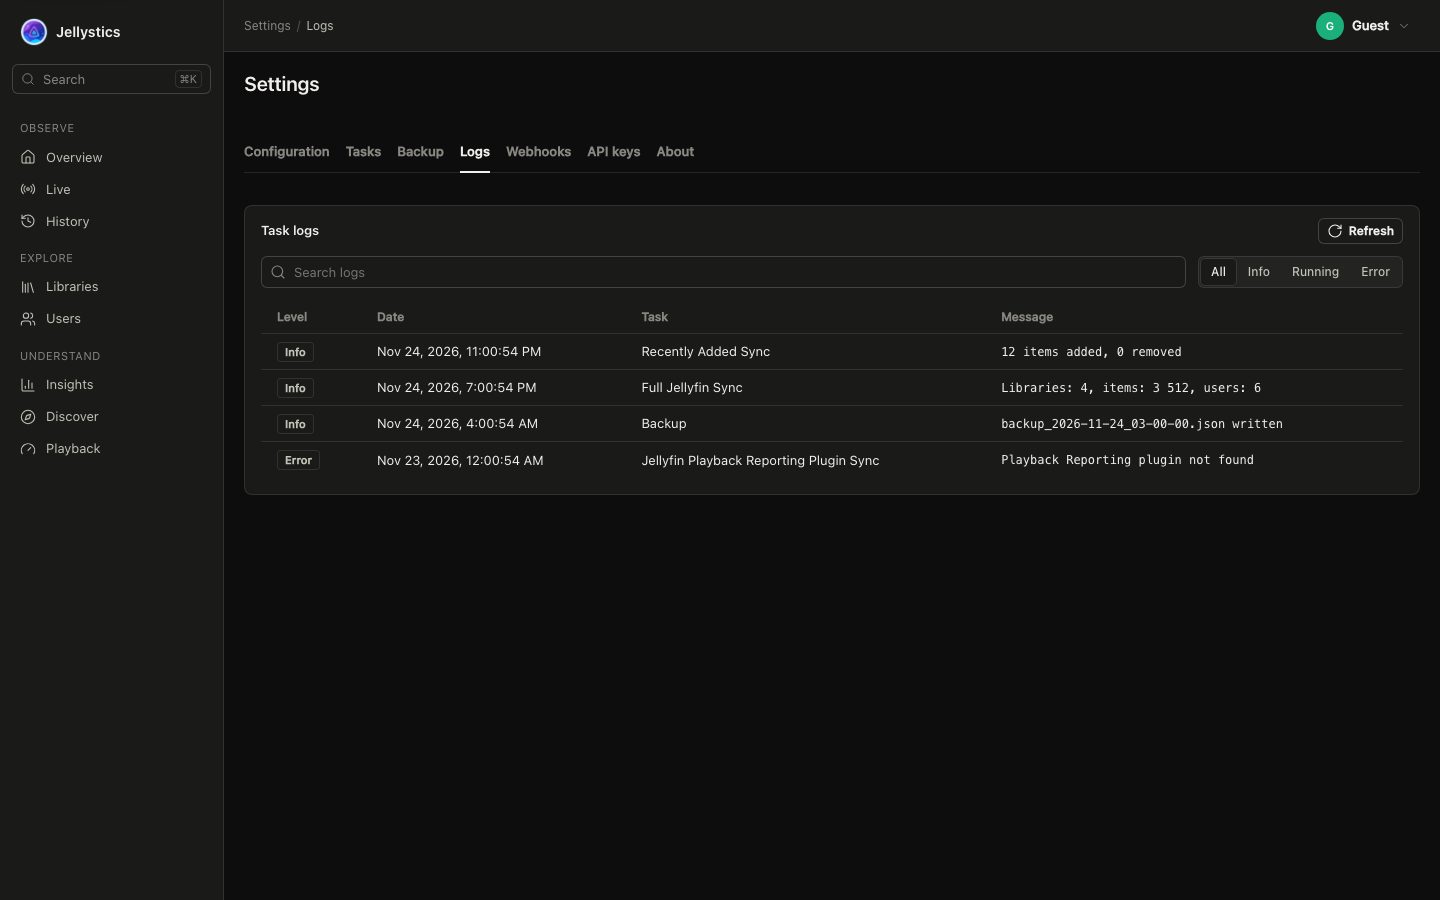 Jellystics
Search ⌘K
OBSERVE
Overview
Live
History
EXPLORE
Libraries
Users
UNDERSTAND
Insights
Discover
Playback
Settings / Logs
G Guest
Settings
Configuration Tasks Backup Logs Webhooks API keys About
Task logs
Refresh
Search logs
All Info Running Error
Level Date Task Message
Info Nov 24, 2026, 11:00:54 PM Recently Added Sync 12 items added, 0 removed
Info Nov 24, 2026, 7:00:54 PM Full Jellyfin Sync Libraries: 4, items: 3 512, users: 6
Info Nov 24, 2026, 4:00:54 AM Backup backup_2026-11-24_03-00-00.json written
Error Nov 23, 2026, 12:00:54 AM Jellyfin Playback Reporting Plugin Sync Playback Reporting plugin not found